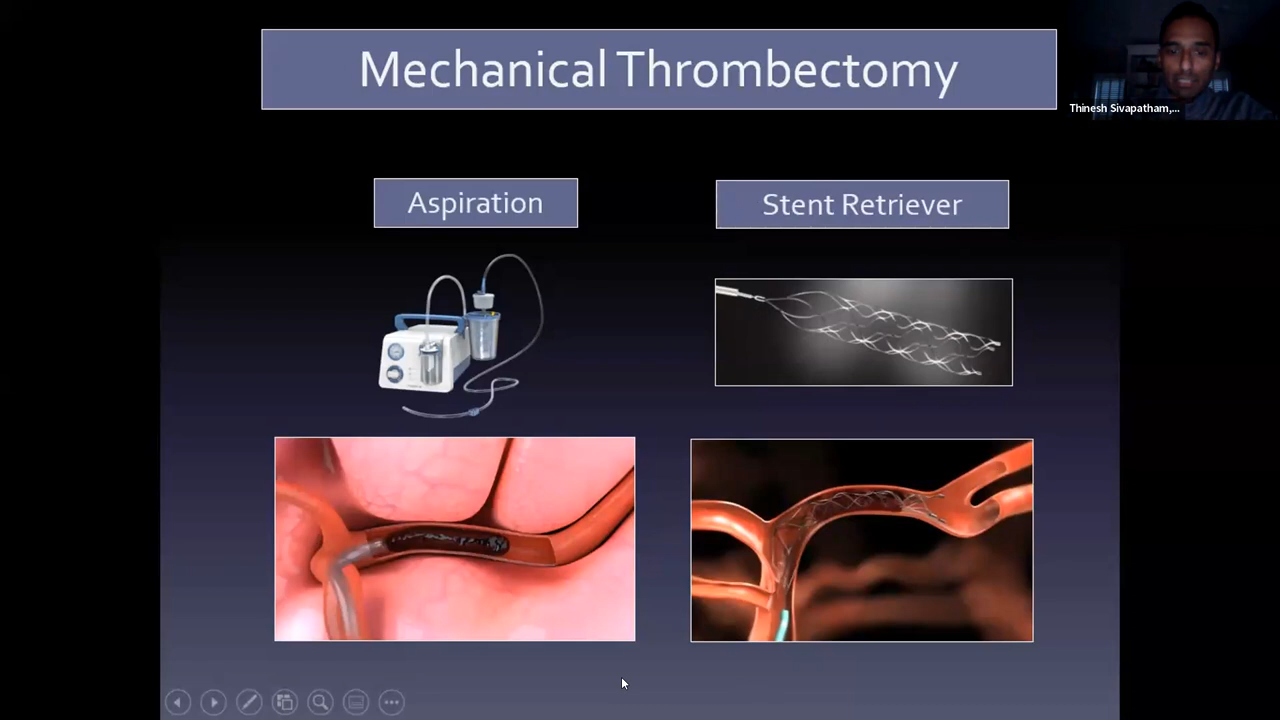 Mechanical Thrombectomy
Thinesh Sivapatham,...
Aspiration
Stent Retriever